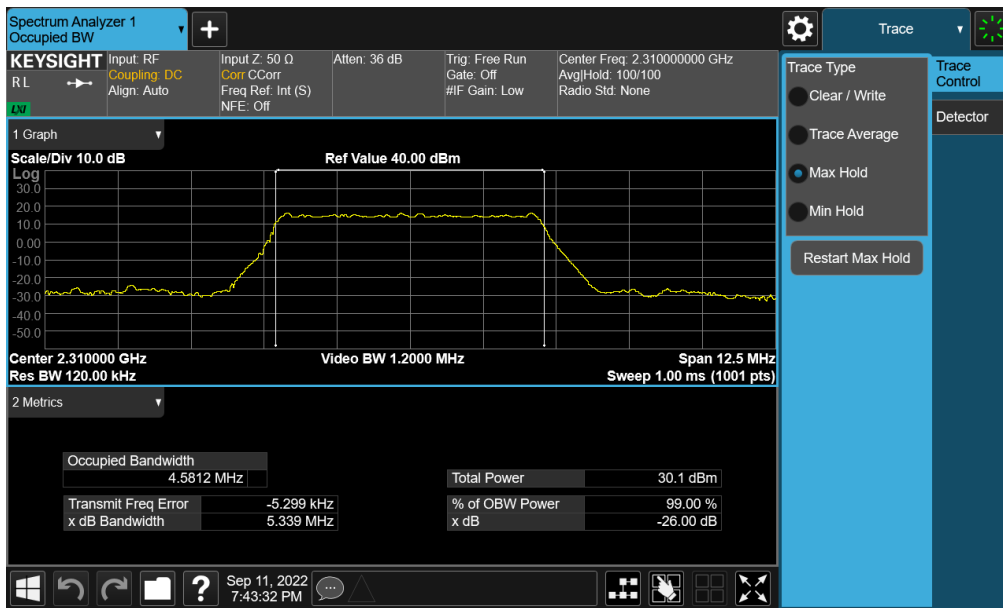 Spectrum Analyzer 1
Occupied BW
+
Trace
KEYSIGHT
R L
LXI
Input: RF
Coupling: DC
Align: Auto
Input Z: 50 Ω
Corr CCorr
Freq Ref: Int (S)
NFE: Off
Atten: 36 dB
Trig: Free Run
Gate: Off
#IF Gain: Low
Center Freq: 2.310000000 GHz
Avg|Hold: 100/100
Radio Std: None
Trace Type
Clear / Write
Trace Average
Max Hold
Min Hold
Restart Max Hold
Trace
Control
Detector
1 Graph
Scale/Div 10.0 dB
Ref Value 40.00 dBm
Log
30.0
20.0
10.0
0.00
-10.0
-20.0
-30.0
-40.0
-50.0
Center 2.310000 GHz
Video BW 1.2000 MHz
Span 12.5 MHz
Res BW 120.00 kHz
Sweep 1.00 ms (1001 pts)
2 Metrics
Occupied Bandwidth
4.5812 MHz
Total Power 30.1 dBm
Transmit Freq Error -5.299 kHz
% of OBW Power 99.00 %
x dB Bandwidth 5.339 MHz
x dB -26.00 dB
?
Sep 11, 2022
7:43:32 PM